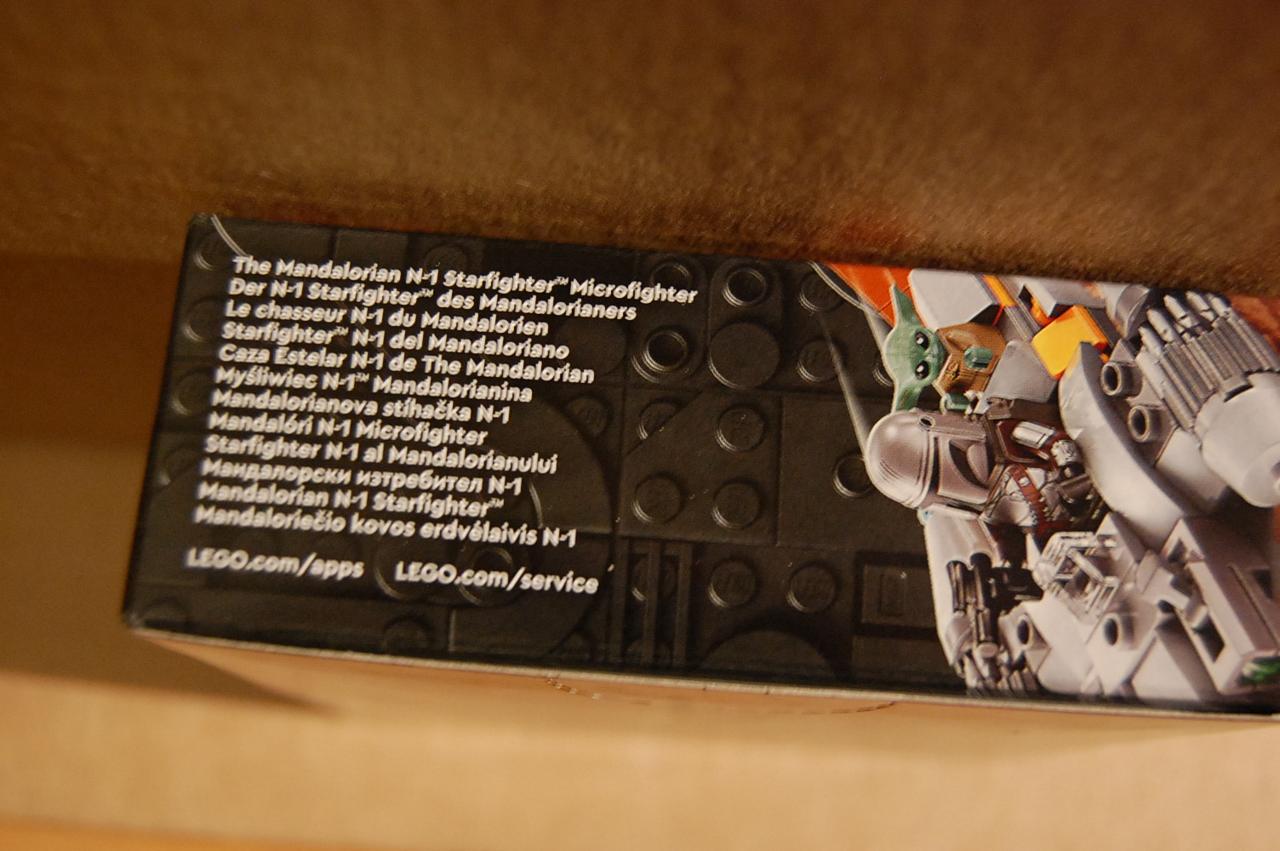 The Mandalorian N-1 Starfighter™ Microfighter
Der N-1 Starfighter™ des Mandalorianers
Le chasseur N-1 du Mandalorien
Starfighter™ N-1 del Mandaloriano
Caza Estelar N-1 de The Mandalorian
Myśliwiec N-1™ Mandalorianina
Mandalorianova stíhačka N-1
Mandalóri N-1 Microfighter
Starfighter N-1 al Mandalorianului
Мандалорски изтребител N-1
Mandalorian N-1 Starfighter™
Mandaloriečio kovos erdvėlaivis N-1
LEGO.com/apps LEGO.com/service